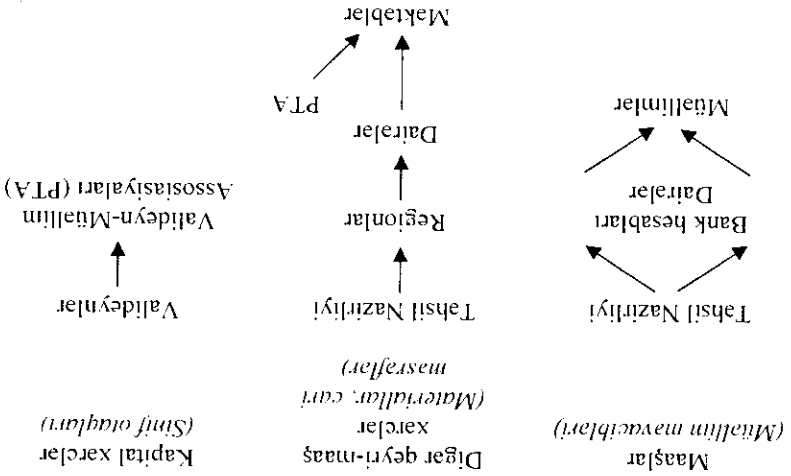 Maaşlar
(Müəllim məvacibləri)
Təhsil Nazirliyi
Bank hesabları
Dairələr
Müəllimlər
Digər qeyri-maaş
xərclər
(Materiallar, cari
məsrəflər)
Təhsil Nazirliyi
Regionlar
Dairələr
PTA
Məktəblər
Kapital xərclər
(Sinif otaqları)
Valideynlər
Valideyn-Müəllim
Assosiasiyaları (PTA)